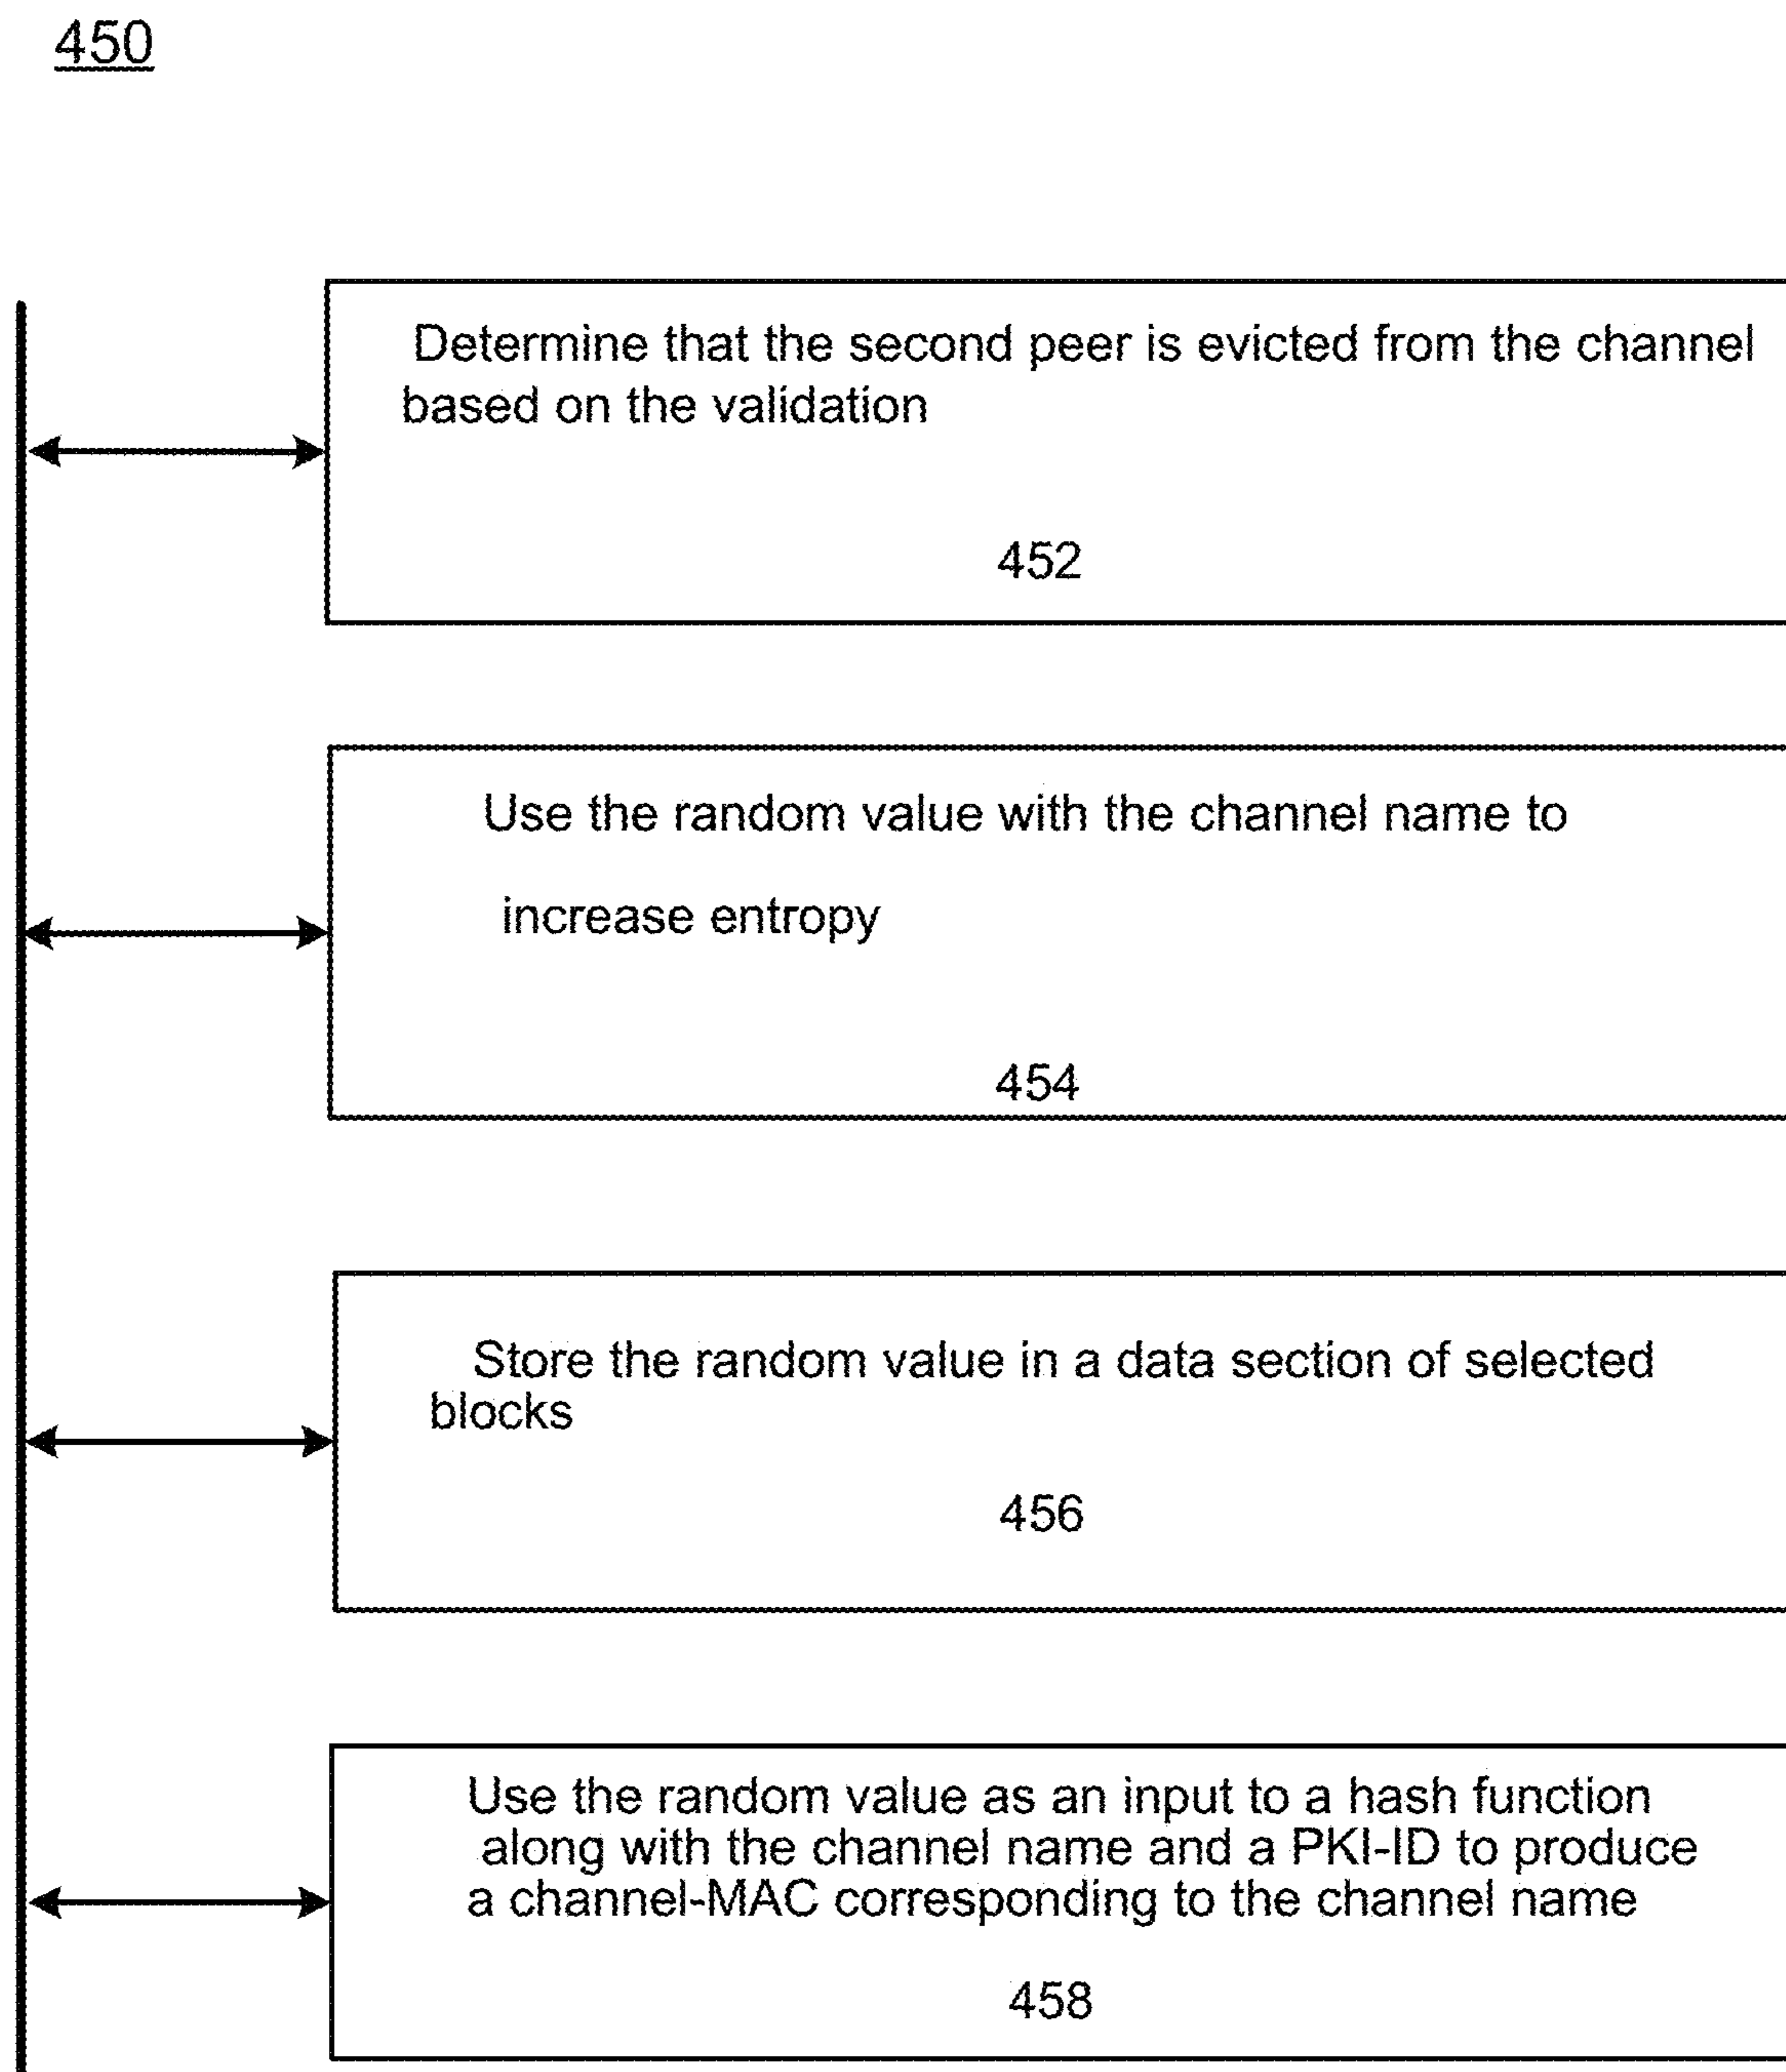 450
Determine that the second peer is evicted from the channel
based on the validation
452
Use the random value with the channel name to
increase entropy
454
Store the random value in a data section of selected
blocks
456
Use the random value as an input to a hash function
along with the channel name and a PKI-ID to produce
a channel-MAC corresponding to the channel name
458